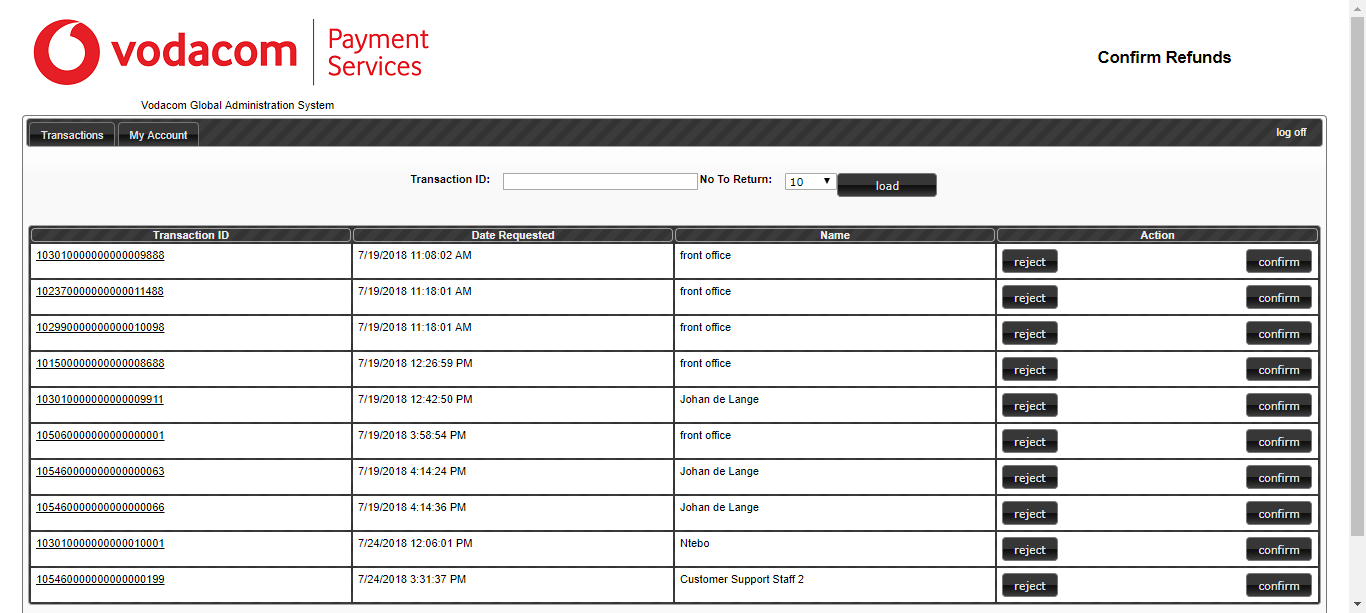 vodacom
Payment
Services
Confirm Refunds
Vodacom Global Administration System
Transactions My Account log off
Transaction ID: No To Return: 10 load
Transaction ID Date Requested Name Action
103010000000000009888 7/19/2018 11:08:02 AM front office reject confirm
102370000000000011488 7/19/2018 11:18:01 AM front office reject confirm
102990000000000010098 7/19/2018 11:18:01 AM front office reject confirm
101500000000000008688 7/19/2018 12:26:59 PM front office reject confirm
103010000000000009911 7/19/2018 12:42:50 PM Johan de Lange reject confirm
105060000000000000001 7/19/2018 3:58:54 PM front office reject confirm
105460000000000000063 7/19/2018 4:14:24 PM Johan de Lange reject confirm
105460000000000000066 7/19/2018 4:14:36 PM Johan de Lange reject confirm
103010000000000010001 7/24/2018 12:06:01 PM Ntebo reject confirm
105460000000000000199 7/24/2018 3:31:37 PM Customer Support Staff 2 reject confirm